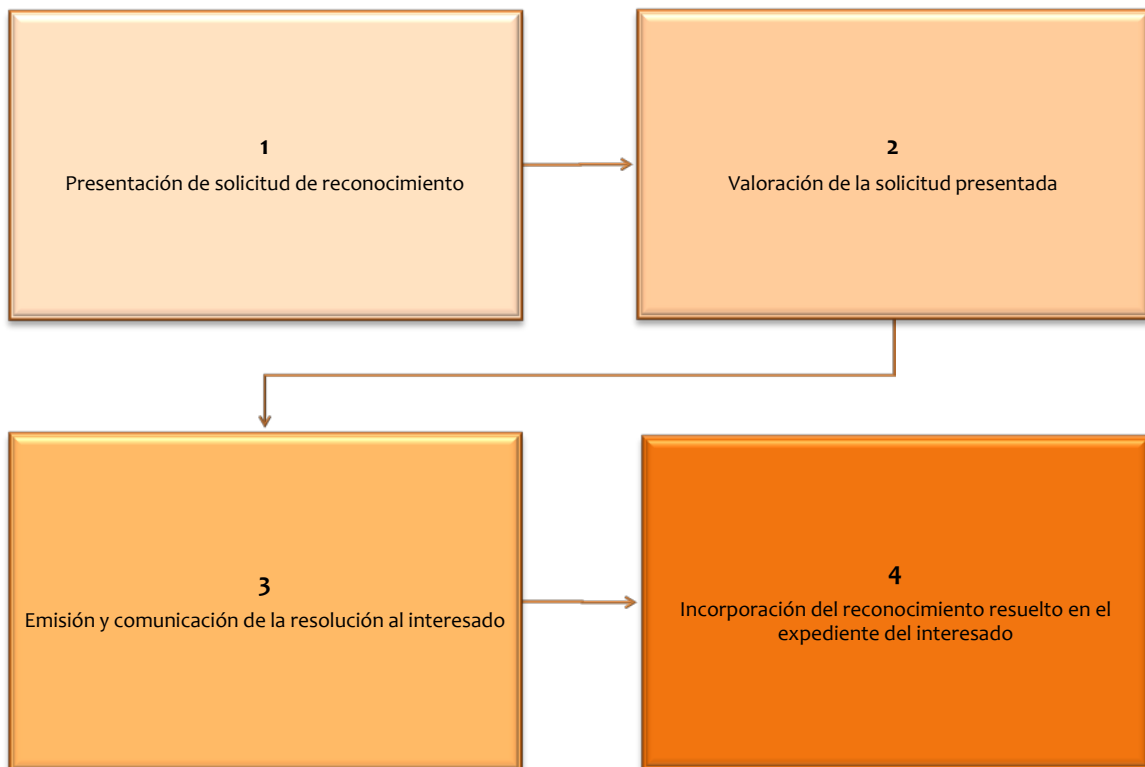 1
Presentación de solicitud de reconocimiento
2
Valoración de la solicitud presentada
3
Emisión y comunicación de la resolución al interesado
4
Incorporación del reconocimiento resuelto en el
expediente del interesado